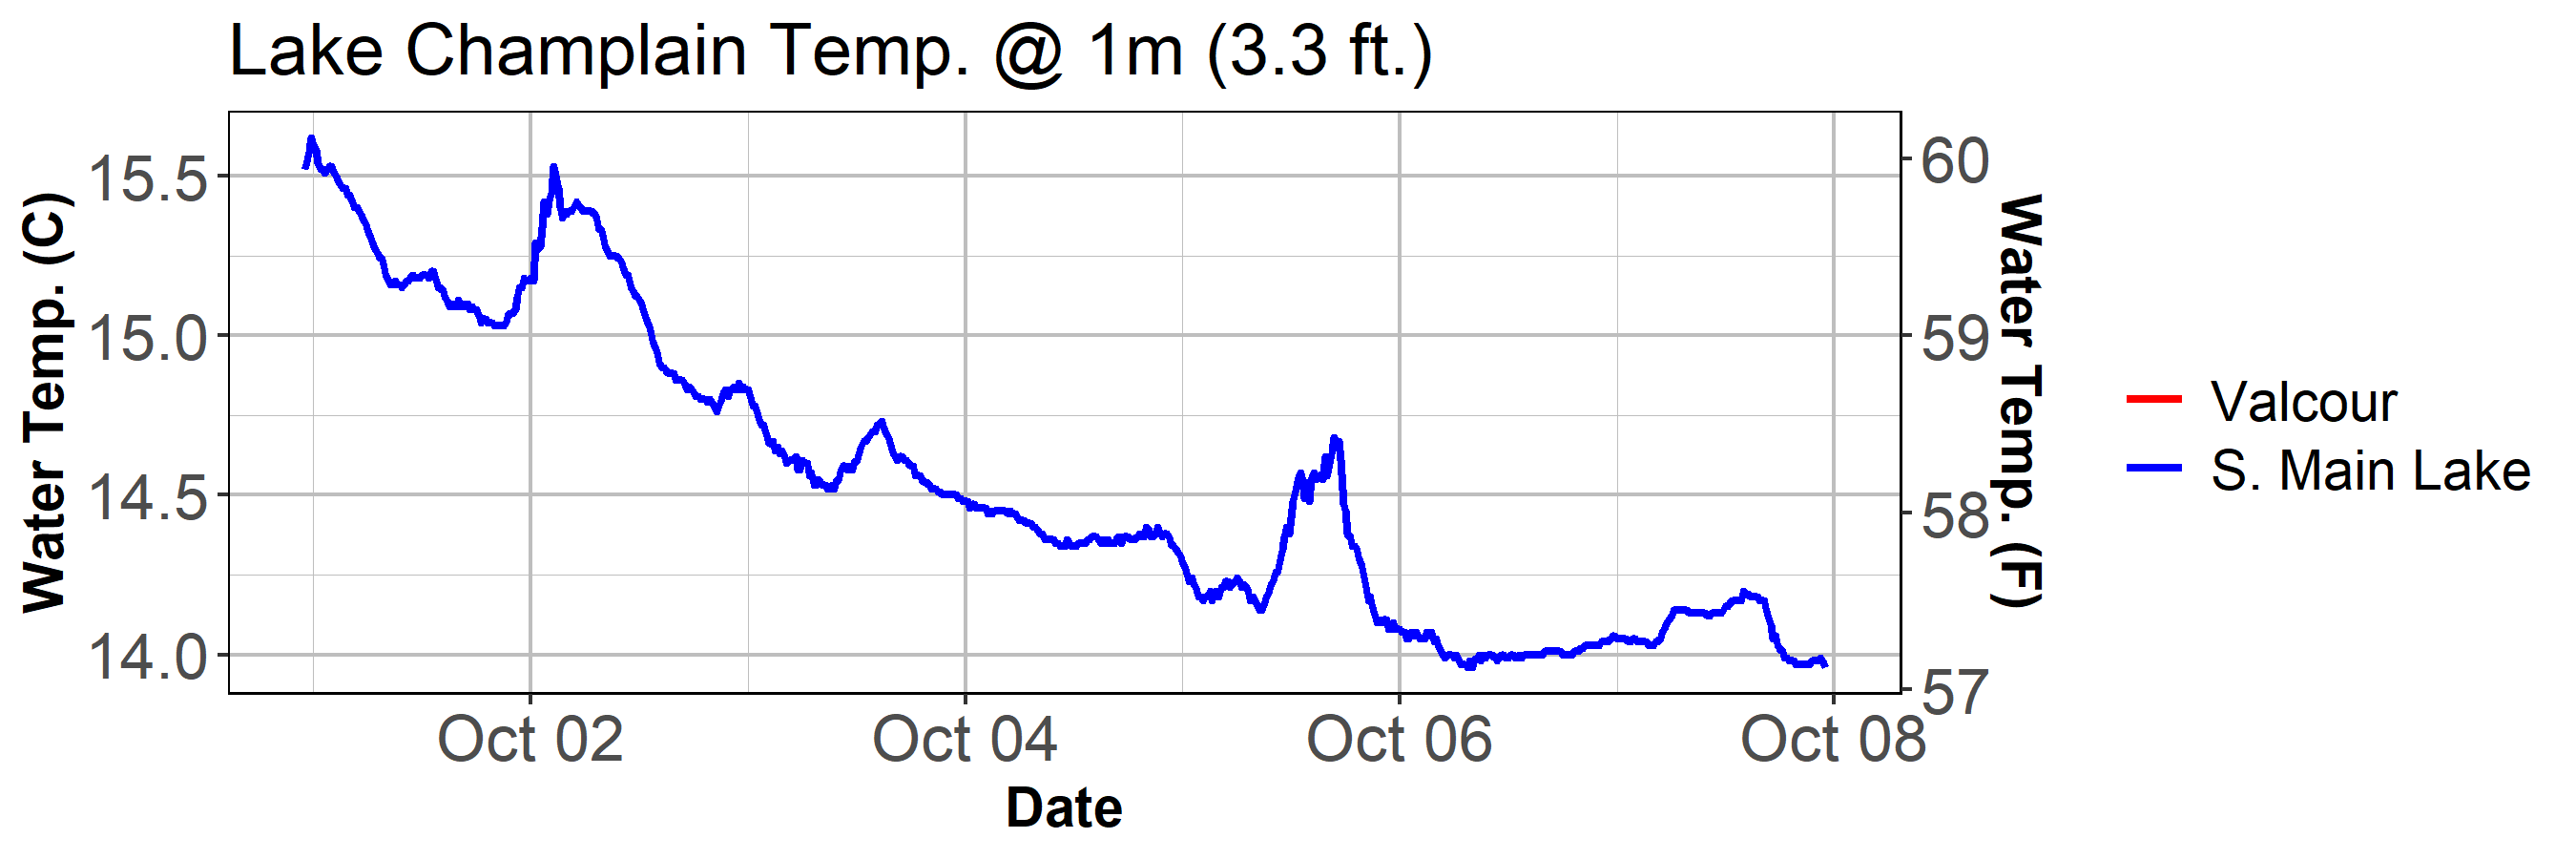 Lake Champlain Temp. @ 1m (3.3 ft.)
Water Temp. (C)
15.5
15.0
14.5
14.0
60
59
58
57
Water Temp. (F)
Oct 02 Oct 04 Oct 06 Oct 08
Date
Valcour
S. Main Lake